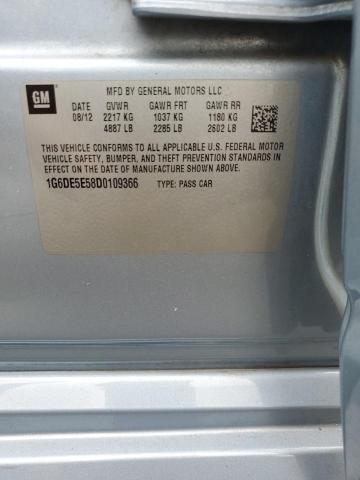 GM
MFD BY GENERAL MOTORS LLC
DATE GVWR GAWR FRT GAWR RR
08/12 2217 KG 1037 KG 1180 KG
4887 LB 2285 LB 2602 LB
THIS VEHICLE CONFORMS TO ALL APPLICABLE U.S. FEDERAL MOTOR
VEHICLE SAFETY, BUMPER, AND THEFT PREVENTION STANDARDS
IN EFFECT ON THE DATE OF MANUFACTURE SHOWN ABOVE.
1G6DE5E58D0109366 TYPE: PASS CAR